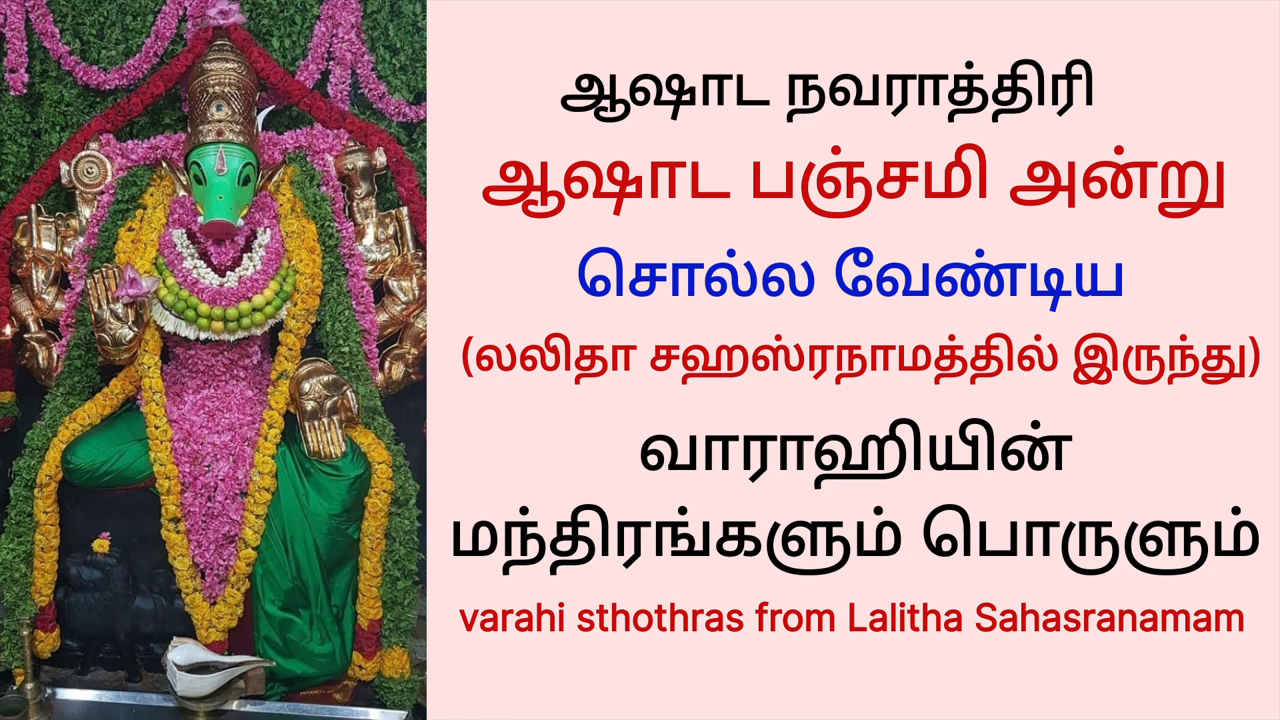 ஆஷாட நவராத்திரி
ஆஷாட பஞ்சமி அன்று
சொல்ல வேண்டிய
(லலிதா சஹஸ்ரநாமத்தில் இருந்து)
வாராஹியின்
மந்திரங்களும் பொருளும்
varahi sthothras from Lalitha Sahasranamam